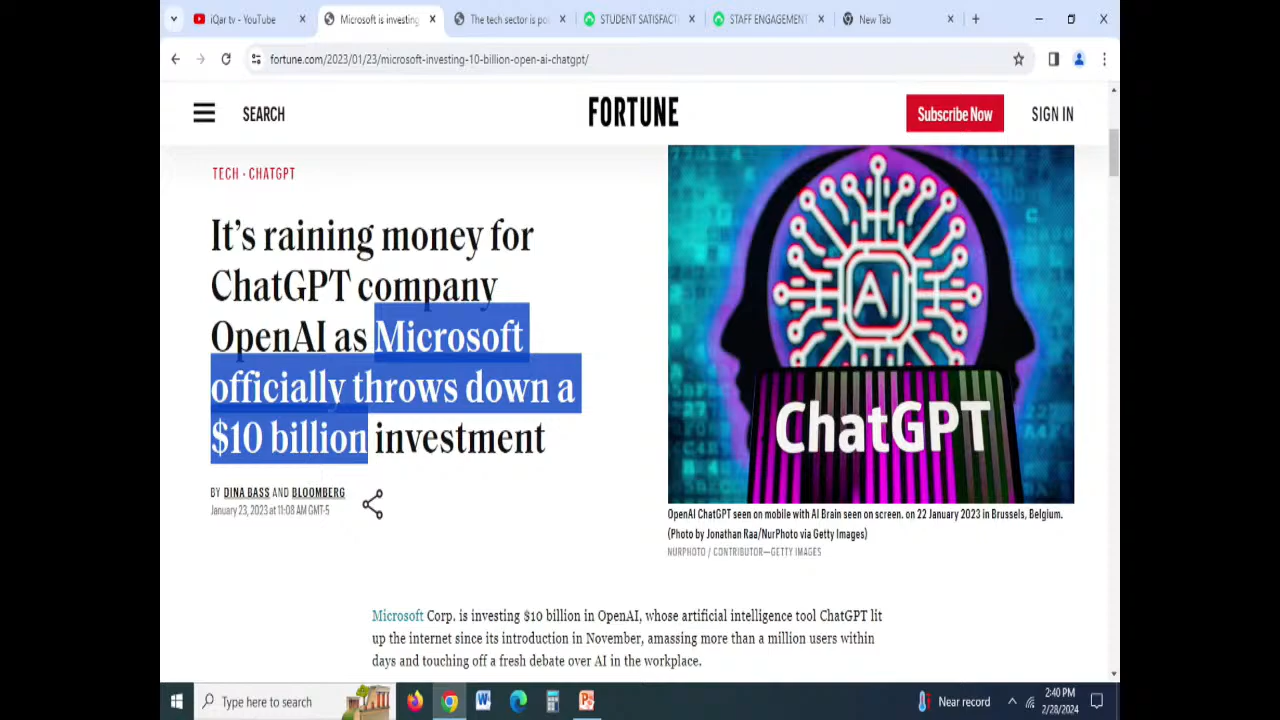 iQar tv - YouTube
Microsoft is investing
The tech sector is po
STUDENT SATISFACT
STAFF ENGAGEMENT
New Tab
fortune.com/2023/01/23/microsoft-investing-10-billion-open-ai-chatgpt/
SEARCH
FORTUNE
Subscribe Now
SIGN IN
TECH · CHATGPT
It’s raining money for
ChatGPT company
OpenAI as Microsoft
officially throws down a
$10 billion investment
BY DINA BASS AND BLOOMBERG
January 23, 2023 at 11:08 AM GMT-5
AI
ChatGPT
OpenAI ChatGPT seen on mobile with AI Brain seen on screen. on 22 January 2023 in Brussels, Belgium.
(Photo by Jonathan Raa/NurPhoto via Getty Images)
NURPHOTO / CONTRIBUTOR—GETTY IMAGES
Microsoft Corp. is investing $10 billion in OpenAI, whose artificial intelligence tool ChatGPT lit
up the internet since its introduction in November, amassing more than a million users within
days and touching off a fresh debate over AI in the workplace.
Type here to search
Near record
2:40 PM
2/28/2024